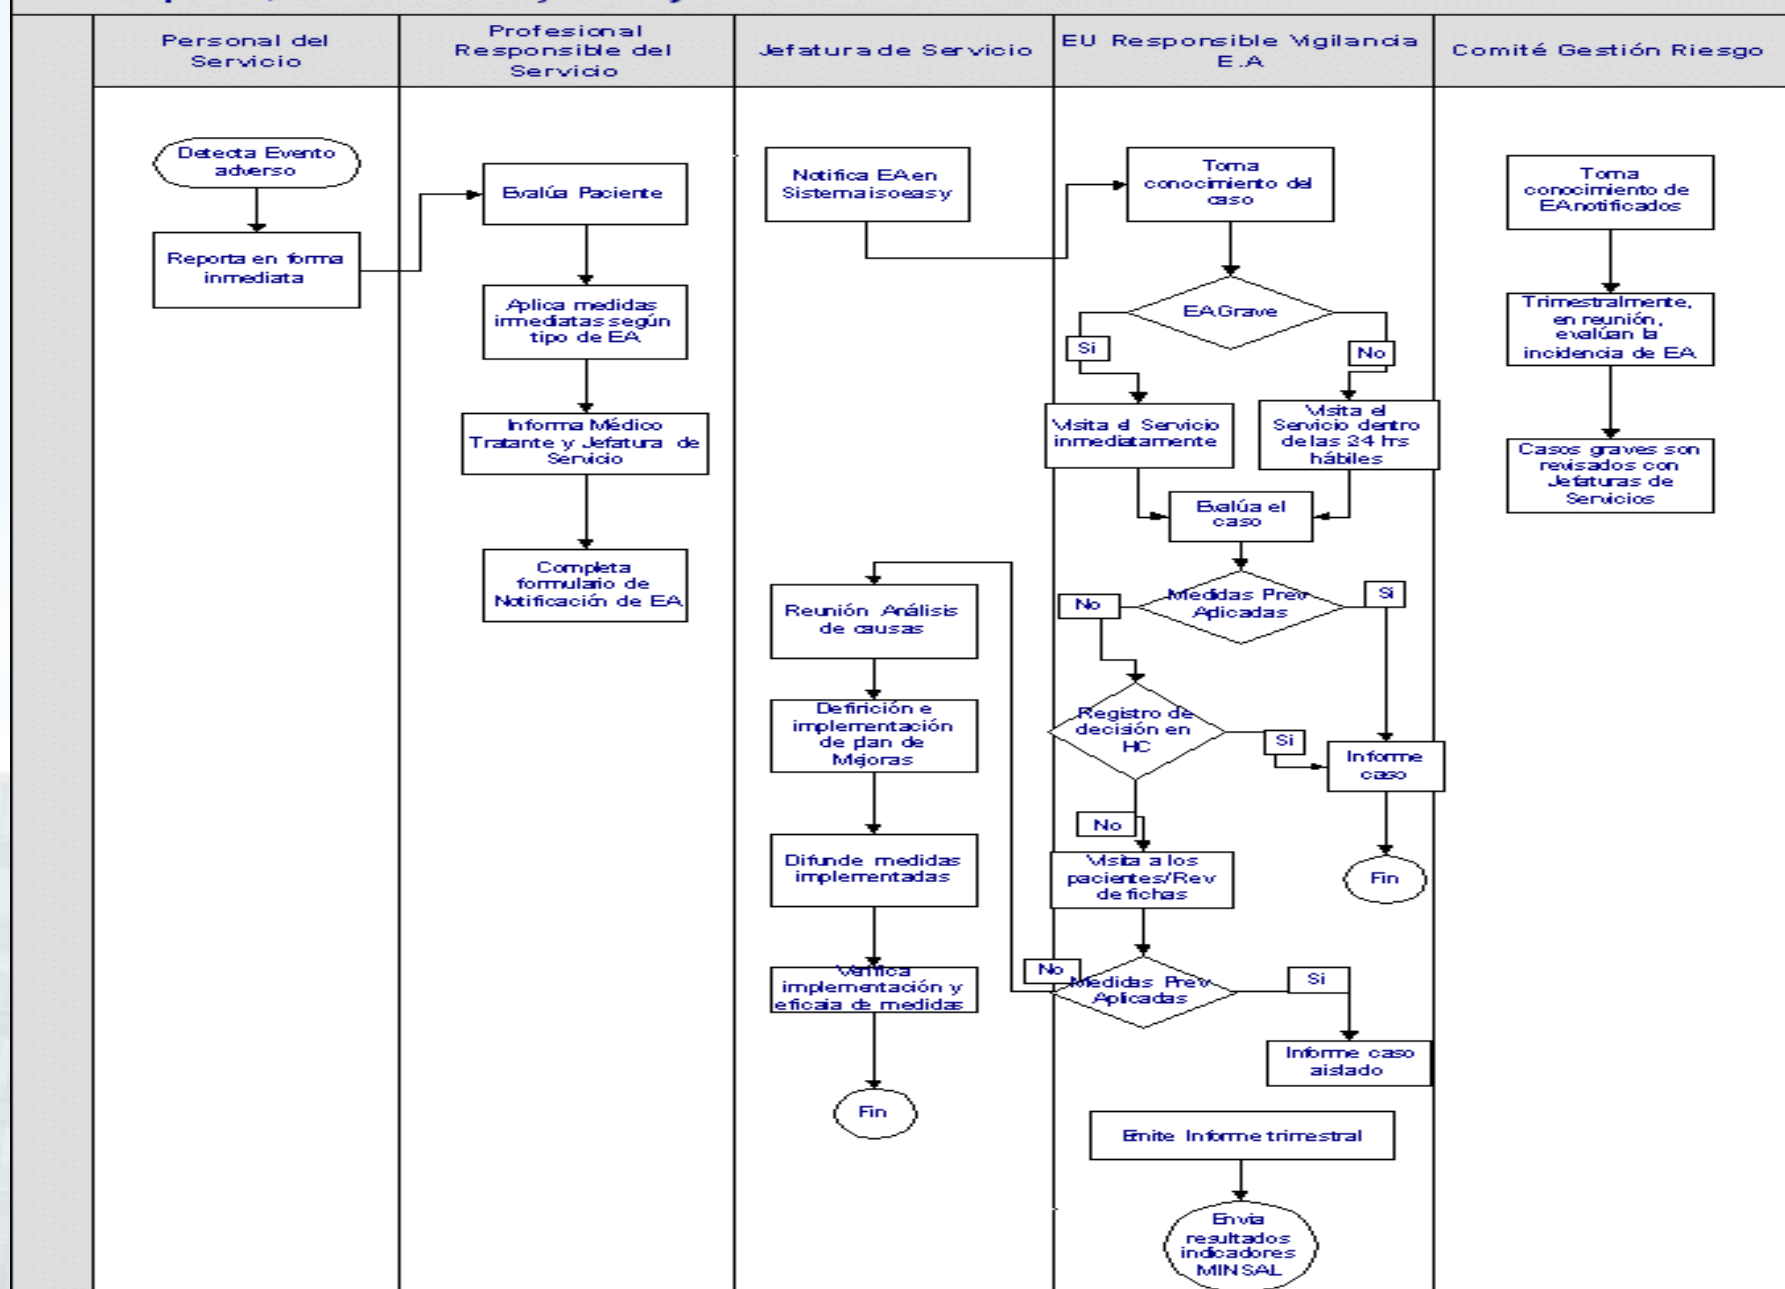 Personal del
Servicio
Profesional
Responsible del
Servicio
Jefatura de Servicio
EU Responsible Vigilancia
E.A
Comité Gestión Riesgo
Detecta Evento
adverso
Reporta en forma
inmediata
Evalúa Paciente
Aplica medidas
inmediatas según
tipo de EA
Informa Médico
Tratante y Jefatura de
Servicio
Completa
formulario de
Notificación de EA
Notifica EA en
Sistema isoeasy
Reunión Análisis
de causas
Definición e
implementación
de plan de
Mejoras
Difunde medidas
implementadas
Verifica
implementación y
eficaia de medidas
Fin
Toma
conocimiento del
caso
EA Grave
Si
No
Visita el Servicio
inmediatamente
Visita el
Servicio dentro
de las 24 hrs
hábiles
Evalúa el
caso
Medidas Prev
Aplicadas
No
Si
Registro de
decisión en
HC
Si
Informe
caso
No
Fin
Visita a los
pacientes/Rev
de fichas
No
Medidas Prev
Aplicadas
Si
Informe caso
aislado
Emite Informe trimestral
Envia
resultados
indicadores
MINSAL
Toma
conocimiento de
EA notificados
Trimestralmente,
en reunión,
evalúan la
incidencia de EA
Casos graves son
revisados con
Jefaturas de
Servicios